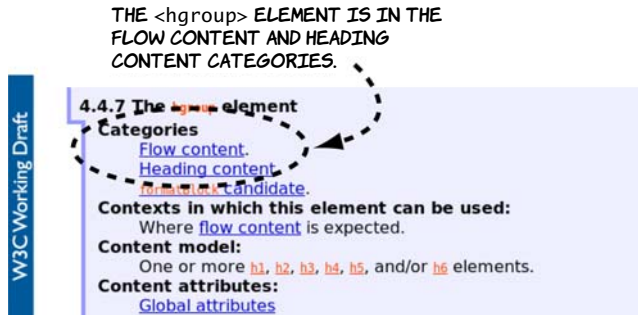 THE <hgroup> ELEMENT IS IN THE
FLOW CONTENT AND HEADING
CONTENT CATEGORIES.
W3C Working Draft
4.4.7 The hgroup element
Categories
Flow content.
Heading content.
formatBlock candidate.
Contexts in which this element can be used:
Where flow content is expected.
Content model:
One or more h1, h2, h3, h4, h5, and/or h6 elements.
Content attributes:
Global attributes